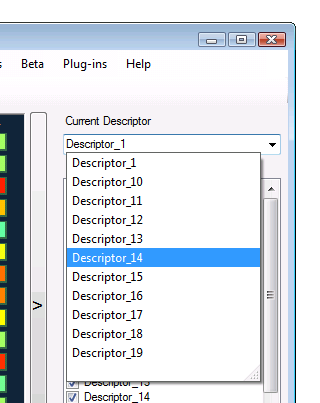 Beta Plug-ins Help
Current Descriptor
Descriptor_1
Descriptor_1
Descriptor_10
Descriptor_11
Descriptor_12
Descriptor_13
Descriptor_14
Descriptor_15
Descriptor_16
Descriptor_17
Descriptor_18
Descriptor_19
>
Descriptor_13
Descriptor_14